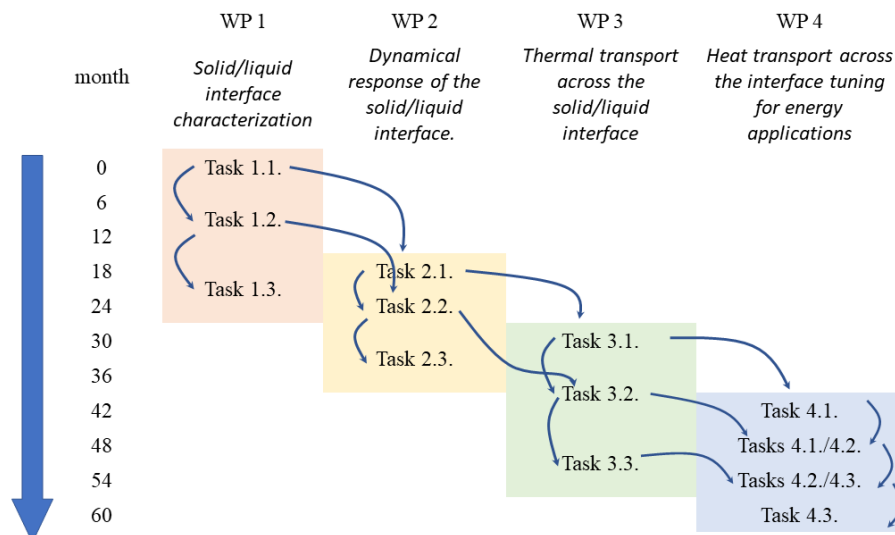 WP 1
WP 2
WP 3
WP 4
month
Solid/liquid
interface
characterization
Dynamical
response of the
solid/liquid
interface.
Thermal transport
across the
solid/liquid
interface
Heat transport across
the interface tuning
for energy
applications
0
6
12
18
24
30
36
42
48
54
60
Task 1.1.
Task 1.2.
Task 1.3.
Task 2.1.
Task 2.2.
Task 2.3.
Task 3.1.
Task 3.2.
Task 3.3.
Task 4.1.
Tasks 4.1./4.2.
Tasks 4.2./4.3.
Task 4.3.